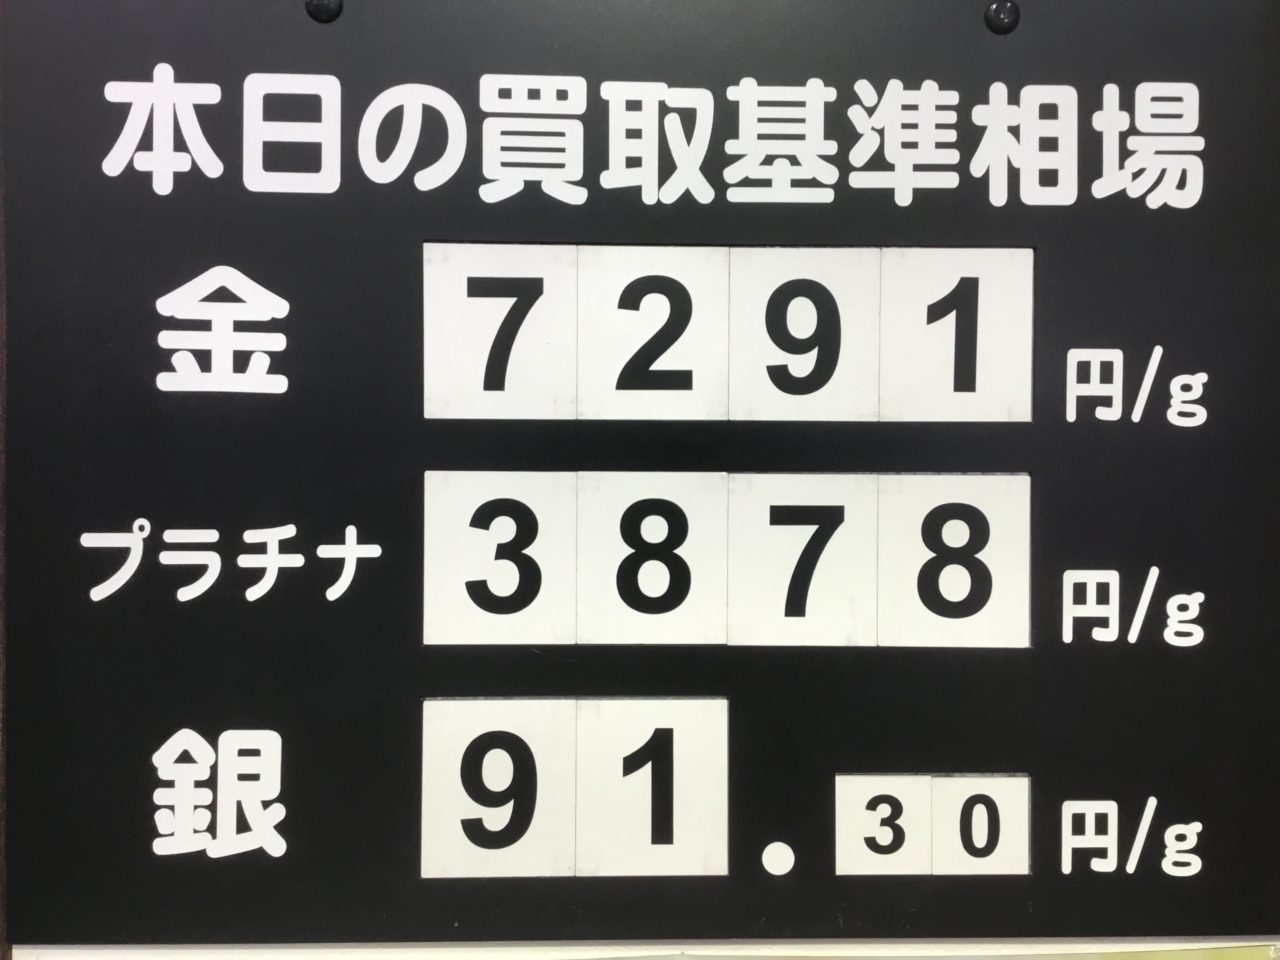 本日の買取基準相場
金 7291 円/g
プラチナ 3878 円/g
銀 91.30 円/g